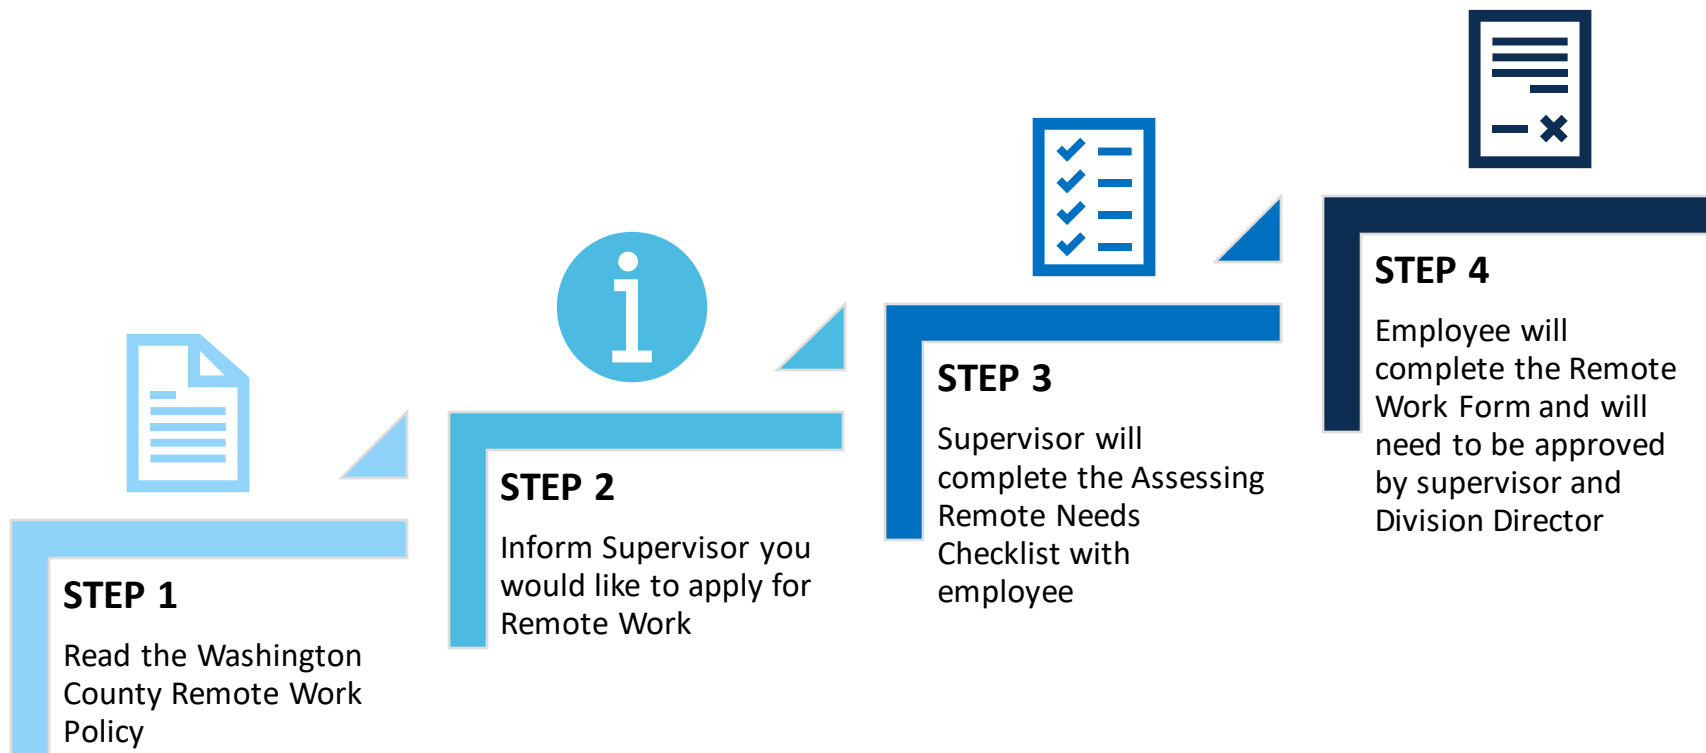 STEP 1
Read the Washington
County Remote Work
Policy
STEP 2
Inform Supervisor you
would like to apply for
Remote Work
STEP 3
Supervisor will
complete the Assessing
Remote Needs
Checklist with
employee
STEP 4
Employee will
complete the Remote
Work Form and will
need to be approved
by supervisor and
Division Director